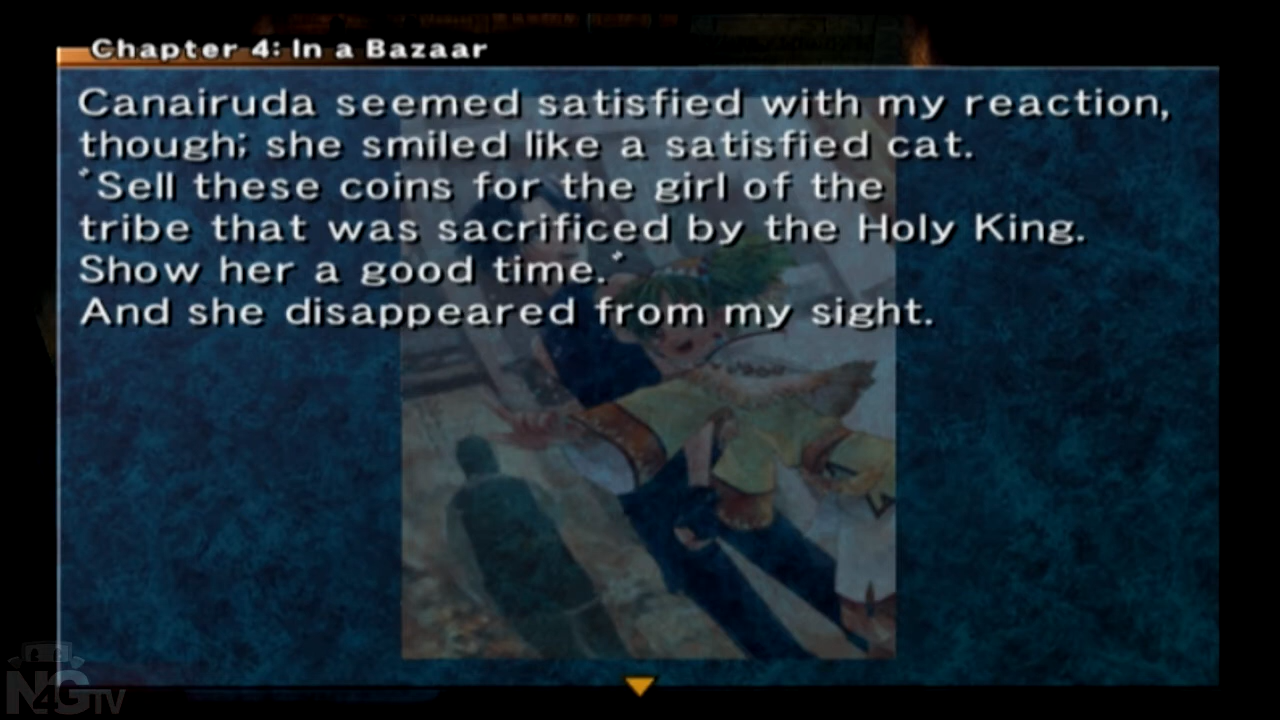 Chapter 4: In a Bazaar
Canairuda seemed satisfied with my reaction,
though; she smiled like a satisfied cat.
"Sell these coins for the girl of the
tribe that was sacrificed by the Holy King.
Show her a good time."
And she disappeared from my sight.
N4G TV